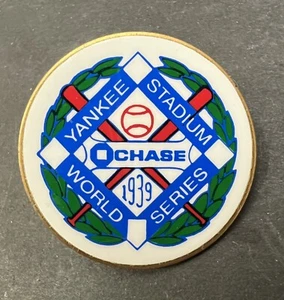 YANKEE STADIUM
CHASE
1939
WORLD SERIES